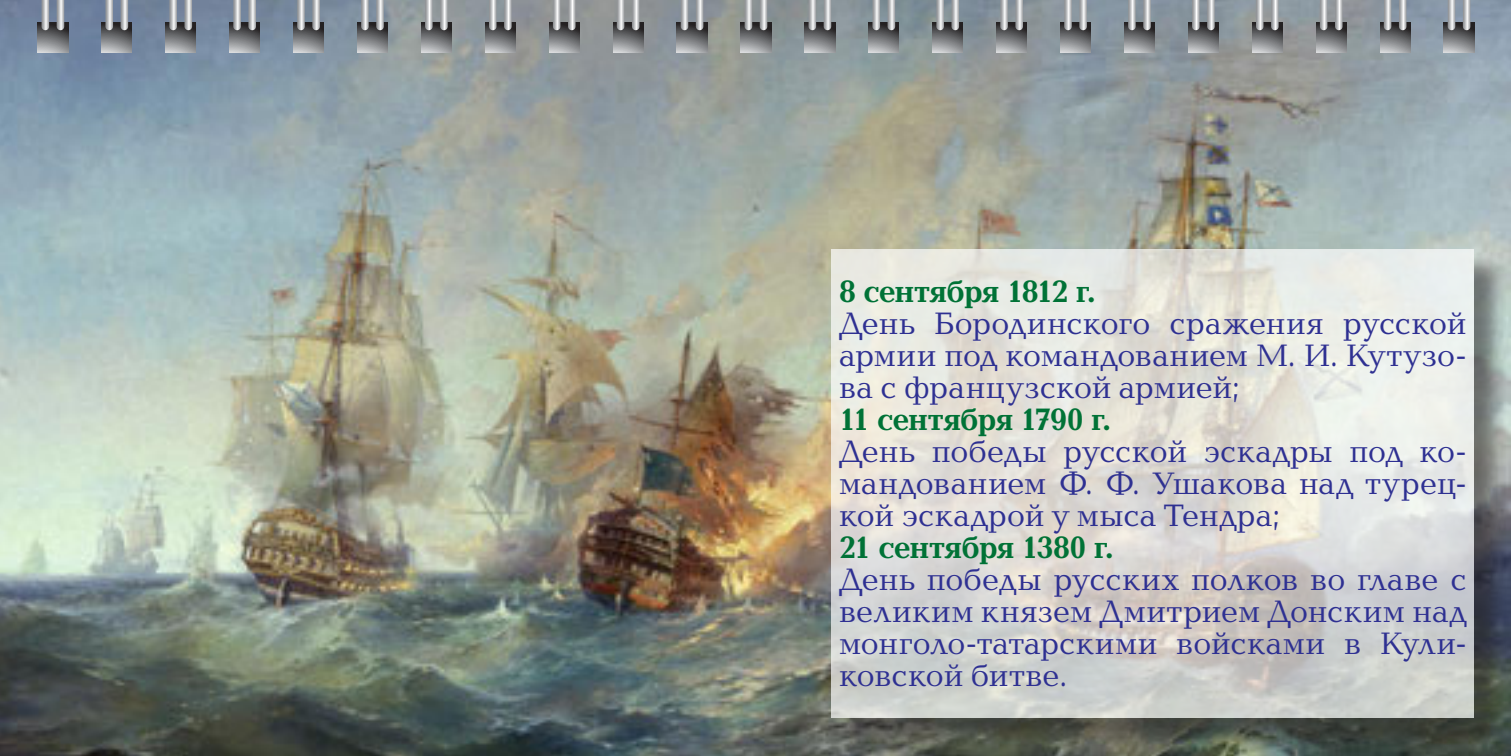 8 сентября 1812 г.
День Бородинского сражения русской
армии под командованием М. И. Кутузо-
ва с французской армией;
11 сентября 1790 г.
День победы русской эскадры под ко-
мандованием Ф. Ф. Ушакова над турец-
кой эскадрой у мыса Тендра;
21 сентября 1380 г.
День победы русских полков во главе с
великим князем Дмитрием Донским над
монголо-татарскими войсками в Кули-
ковской битве.